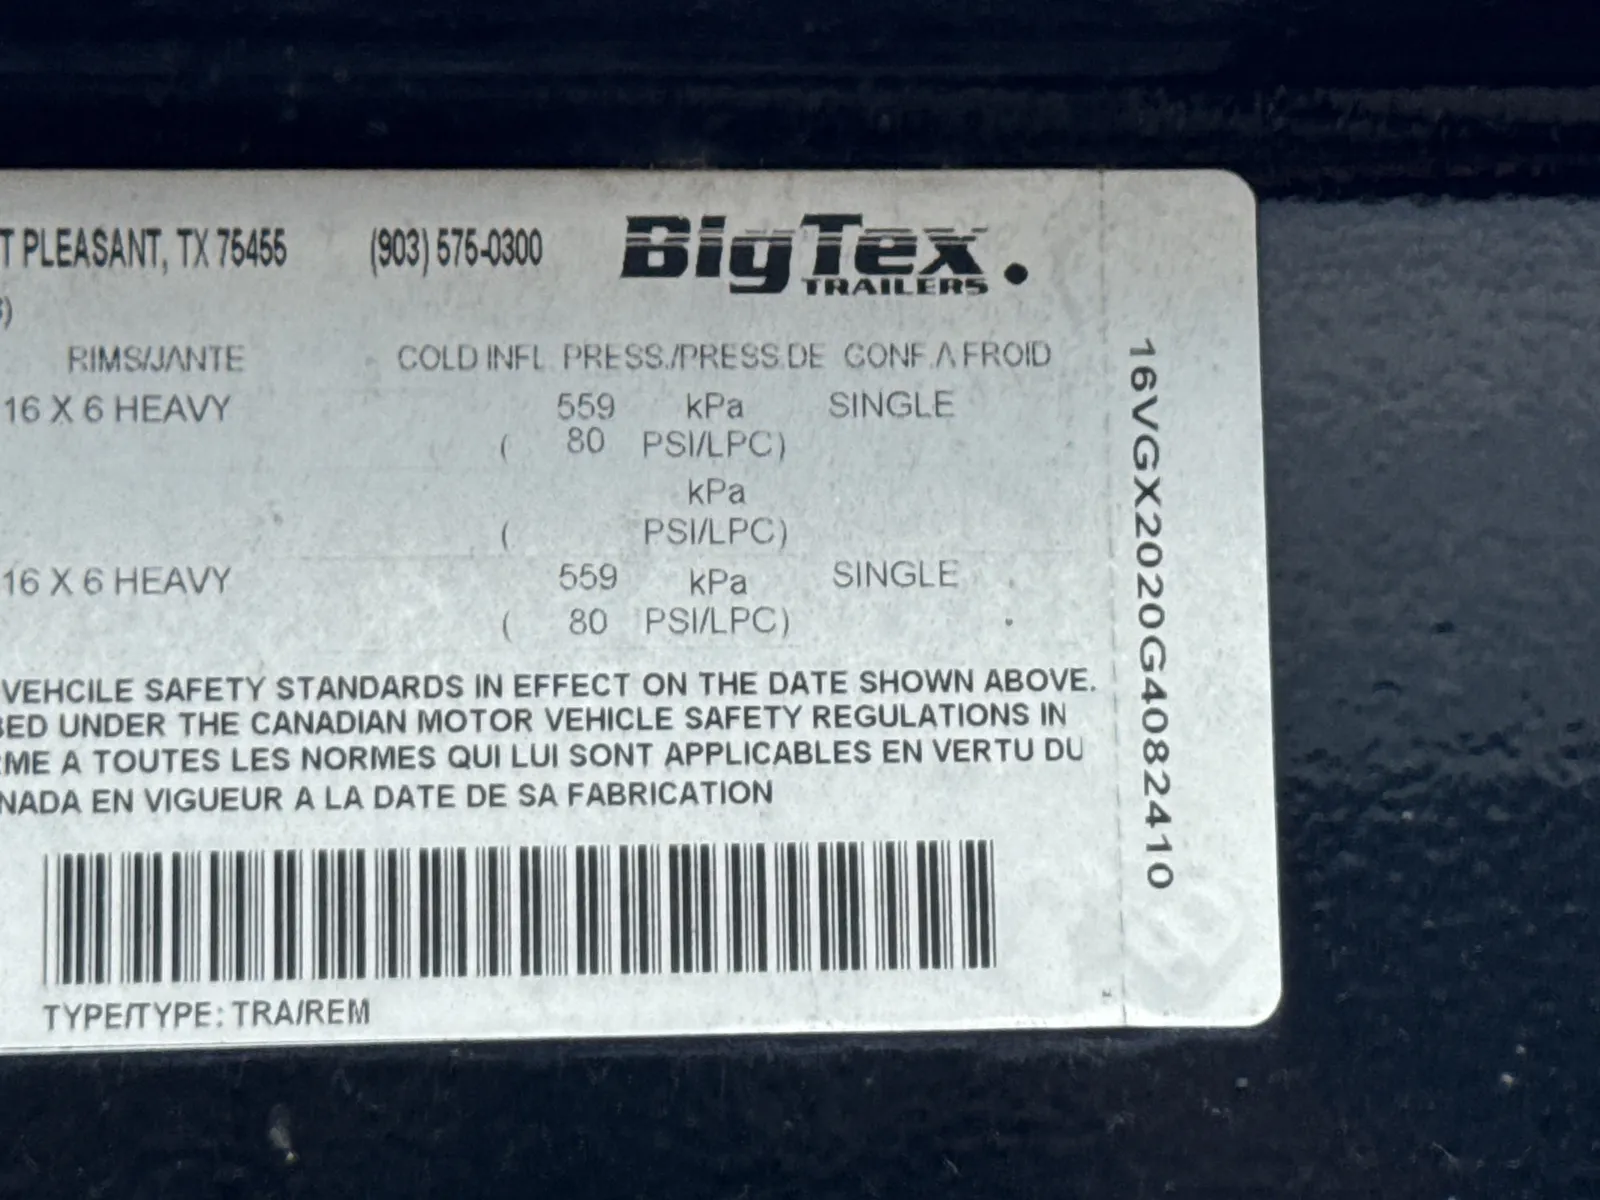 T PLEASANT, TX 75455 (903) 575-0300 BigTex TRAILERS
)
RIMS/JANTE COLD INFL. PRESS./PRESS.DE GONF.A FROID
16 X 6 HEAVY 559 kPa SINGLE
( 80 PSI/LPC)
kPa
( PSI/LPC)
16 X 6 HEAVY 559 kPa SINGLE
( 80 PSI/LPC)
VEHCILE SAFETY STANDARDS IN EFFECT ON THE DATE SHOWN ABOVE.
BED UNDER THE CANADIAN MOTOR VEHICLE SAFETY REGULATIONS IN
RME A TOUTES LES NORMES QUI LUI SONT APPLICABLES EN VERTU DU
NADA EN VIGUEUR A LA DATE DE SA FABRICATION
TYPE/TYPE: TRA/REM
16VGX2020G4082410